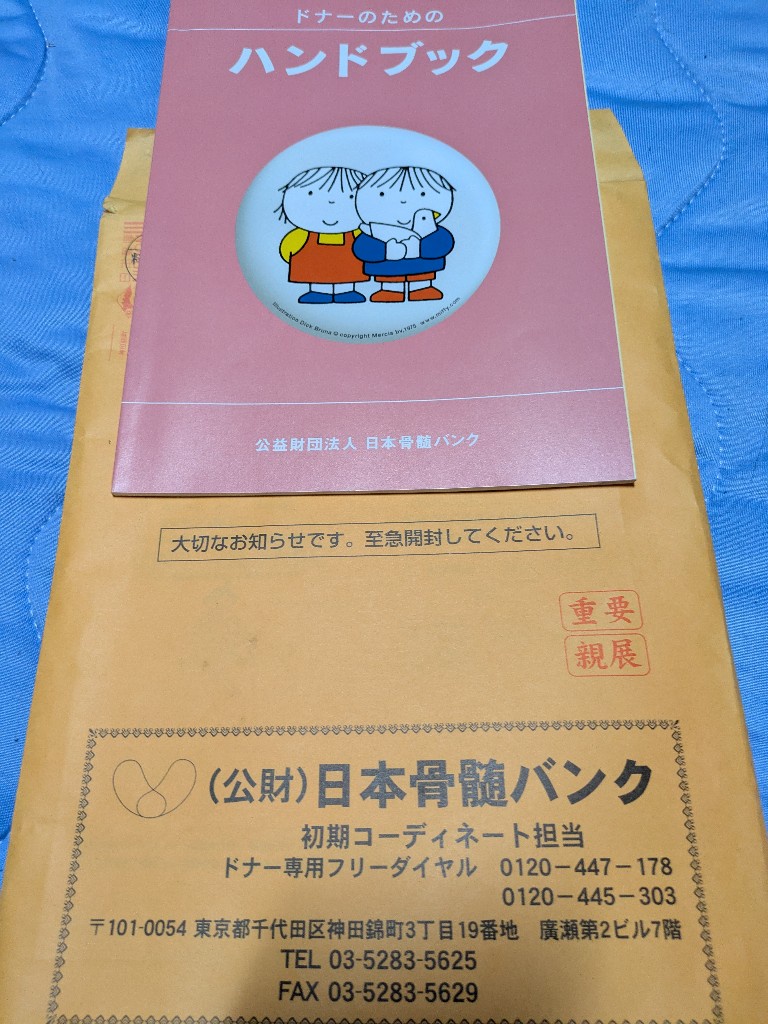 ドナーのための
ハンドブック
illustration Dick Bruna © copyright Mercis bv,1975 www.miffy.com
公益財団法人 日本骨髄バンク
大切なお知らせです。至急開封してください。
重要
親展
(公財)日本骨髄バンク
初期コーディネート担当
ドナー専用フリーダイヤル 0120-447-178
0120-445-303
〒101-0054 東京都千代田区神田錦町3丁目19番地 廣瀬第2ビル7階
TEL 03-5283-5625
FAX 03-5283-5629